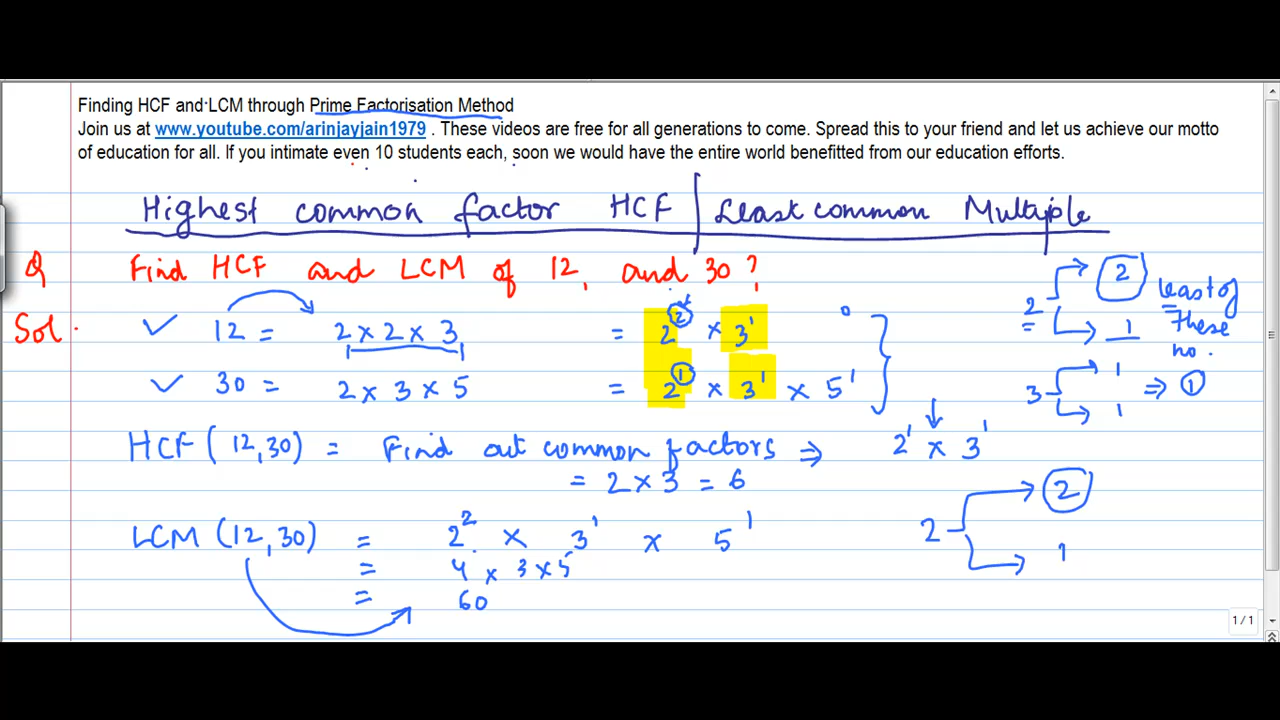 Finding HCF and LCM through Prime Factorisation Method
Join us at www.youtube.com/arinjayjain1979 . These videos are free for all generations to come. Spread this to your friend and let us achieve our motto
of education for all. If you intimate even 10 students each, soon we would have the entire world benefitted from our education efforts.
Highest common factor HCF | Least common Multiple
Q Find HCF and LCM of 12, and 30 ?
Sol. ✓ 12 = 2 × 2 × 3 = 2² × 3¹
✓ 30 = 2 × 3 × 5 = 2¹ × 3¹ × 5¹
2 → 2
→ 1
Least of
These
no.
3 → 1
→ 1 ⇒ 1
HCF (12,30) = Find out common factors ⇒ 2¹ × 3¹
= 2 × 3 = 6
LCM (12,30) = 2² × 3¹ × 5¹
= 4 × 3 × 5
= 60
2 → 2
→ 1
1 / 1